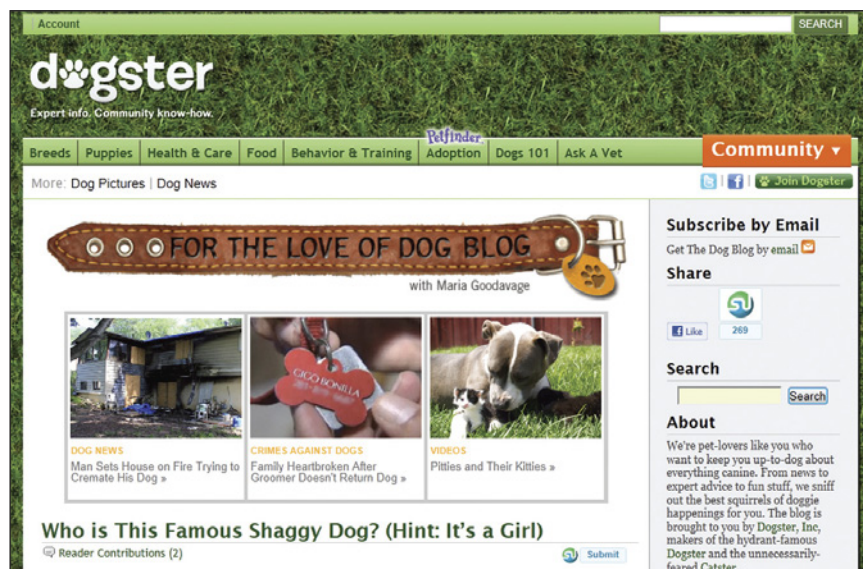 Account
SEARCH
dogster
Expert info. Community know-how.
Petfinder
Breeds Puppies Health & Care Food Behavior & Training Adoption Dogs 101 Ask A Vet Community ▾
More: Dog Pictures | Dog News
Join Dogster
FOR THE LOVE OF DOG BLOG
with Maria Goodavage
CICO BONILLA
DOG NEWS
Man Sets House on Fire Trying to
Cremate His Dog »
CRIMES AGAINST DOGS
Family Heartbroken After
Groomer Doesn't Return Dog »
VIDEOS
Pitties and Their Kitties »
Who is This Famous Shaggy Dog? (Hint: It's a Girl)
Reader Contributions (2)
Submit
Subscribe by Email
Get The Dog Blog by email
Share
Like
269
Search
Search
About
We're pet-lovers like you who
want to keep you up-to-dog about
everything canine. From news to
expert advice to fun stuff, we sniff
out the best squirrels of doggie
happenings for you. The blog is
brought to you by Dogster, Inc,
makers of the hydrant-famous
Dogster and the unnecessarily-
feared Catster